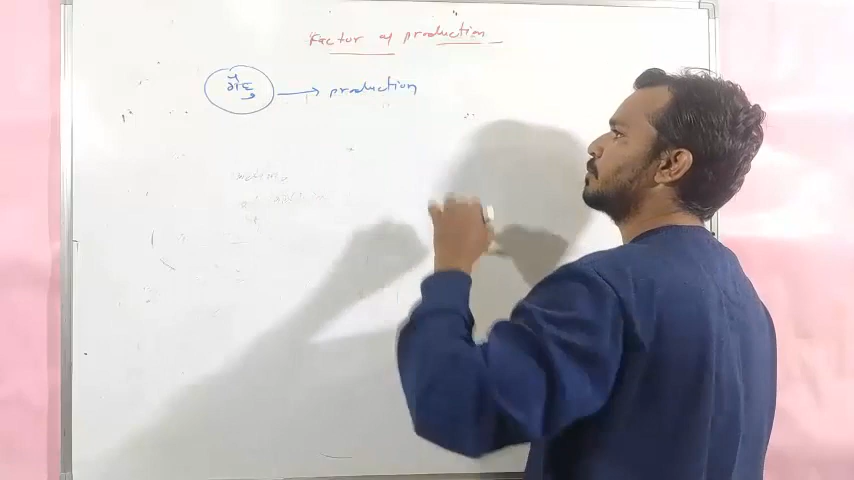 Factor of production
गेंहू → production